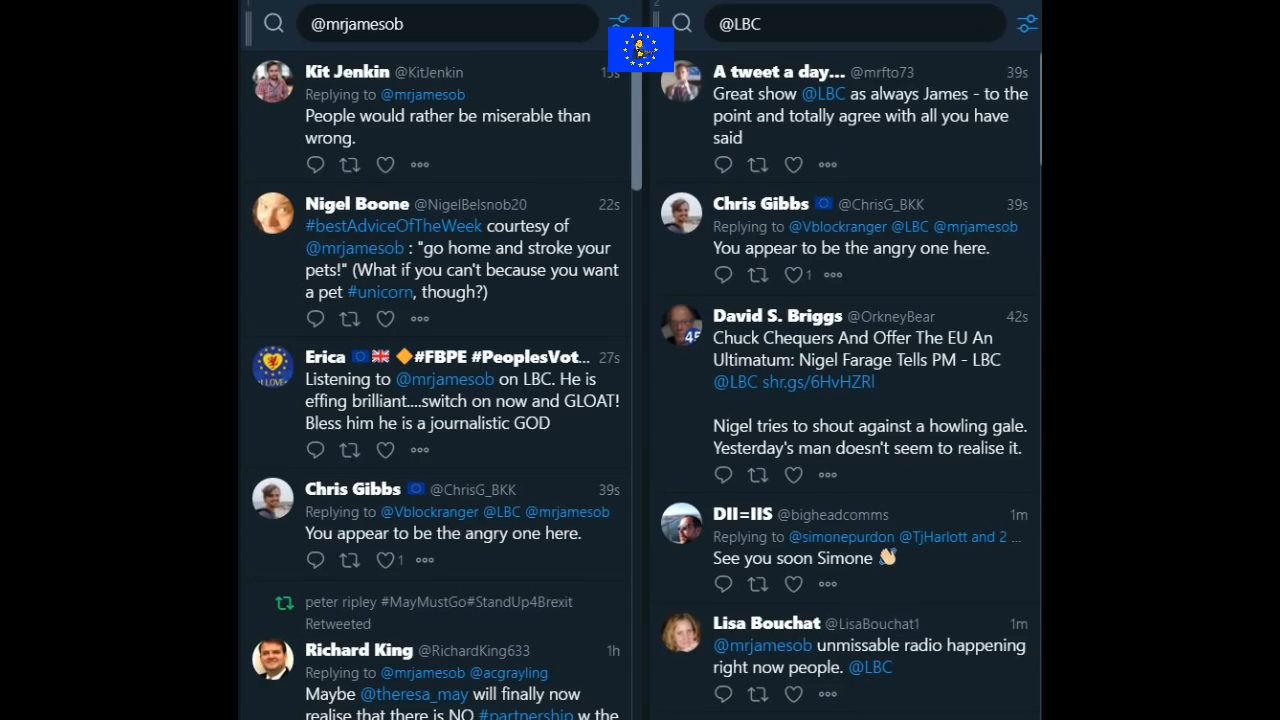 @mrjamesob
Kit Jenkin @KitJenkin
Replying to @mrjamesob
People would rather be miserable than
wrong.
Nigel Boone @NigelBelsnob20 22s
#bestAdviceOfTheWeek courtesy of
@mrjamesob : "go home and stroke your
pets!" (What if you can't because you want
a pet #unicorn, though?)
Erica #FBPE #PeoplesVot... 27s
Listening to @mrjamesob on LBC. He is
effing brilliant....switch on now and GLOAT!
Bless him he is a journalistic GOD
Chris Gibbs @ChrisG_BKK 39s
Replying to @Vblockranger @LBC @mrjamesob
You appear to be the angry one here.
1
peter ripley #MayMustGo#StandUp4Brexit
Retweeted
Richard King @RichardKing633 1h
Replying to @mrjamesob @acgrayling
Maybe @theresa_may will finally now
realise that there is NO #partnership w the
2
@LBC
A tweet a day... @mrfto73 39s
Great show @LBC as always James - to the
point and totally agree with all you have
said
Chris Gibbs @ChrisG_BKK 39s
Replying to @Vblockranger @LBC @mrjamesob
You appear to be the angry one here.
1
David S. Briggs @OrkneyBear 42s
Chuck Chequers And Offer The EU An
Ultimatum: Nigel Farage Tells PM - LBC
@LBC shr.gs/6HvHZRl
Nigel tries to shout against a howling gale.
Yesterday's man doesn't seem to realise it.
DII=IIS @bigheadcomms 1m
Replying to @simonepurdon @TjHarlott and 2 ...
See you soon Simone 👋🏼
Lisa Bouchat @LisaBouchat1 1m
@mrjamesob unmissable radio happening
right now people. @LBC